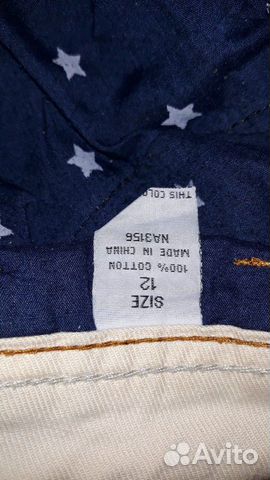 SIZE
12
100% COTTON
MADE IN CHINA
NA3156
THIS COLO
Avito